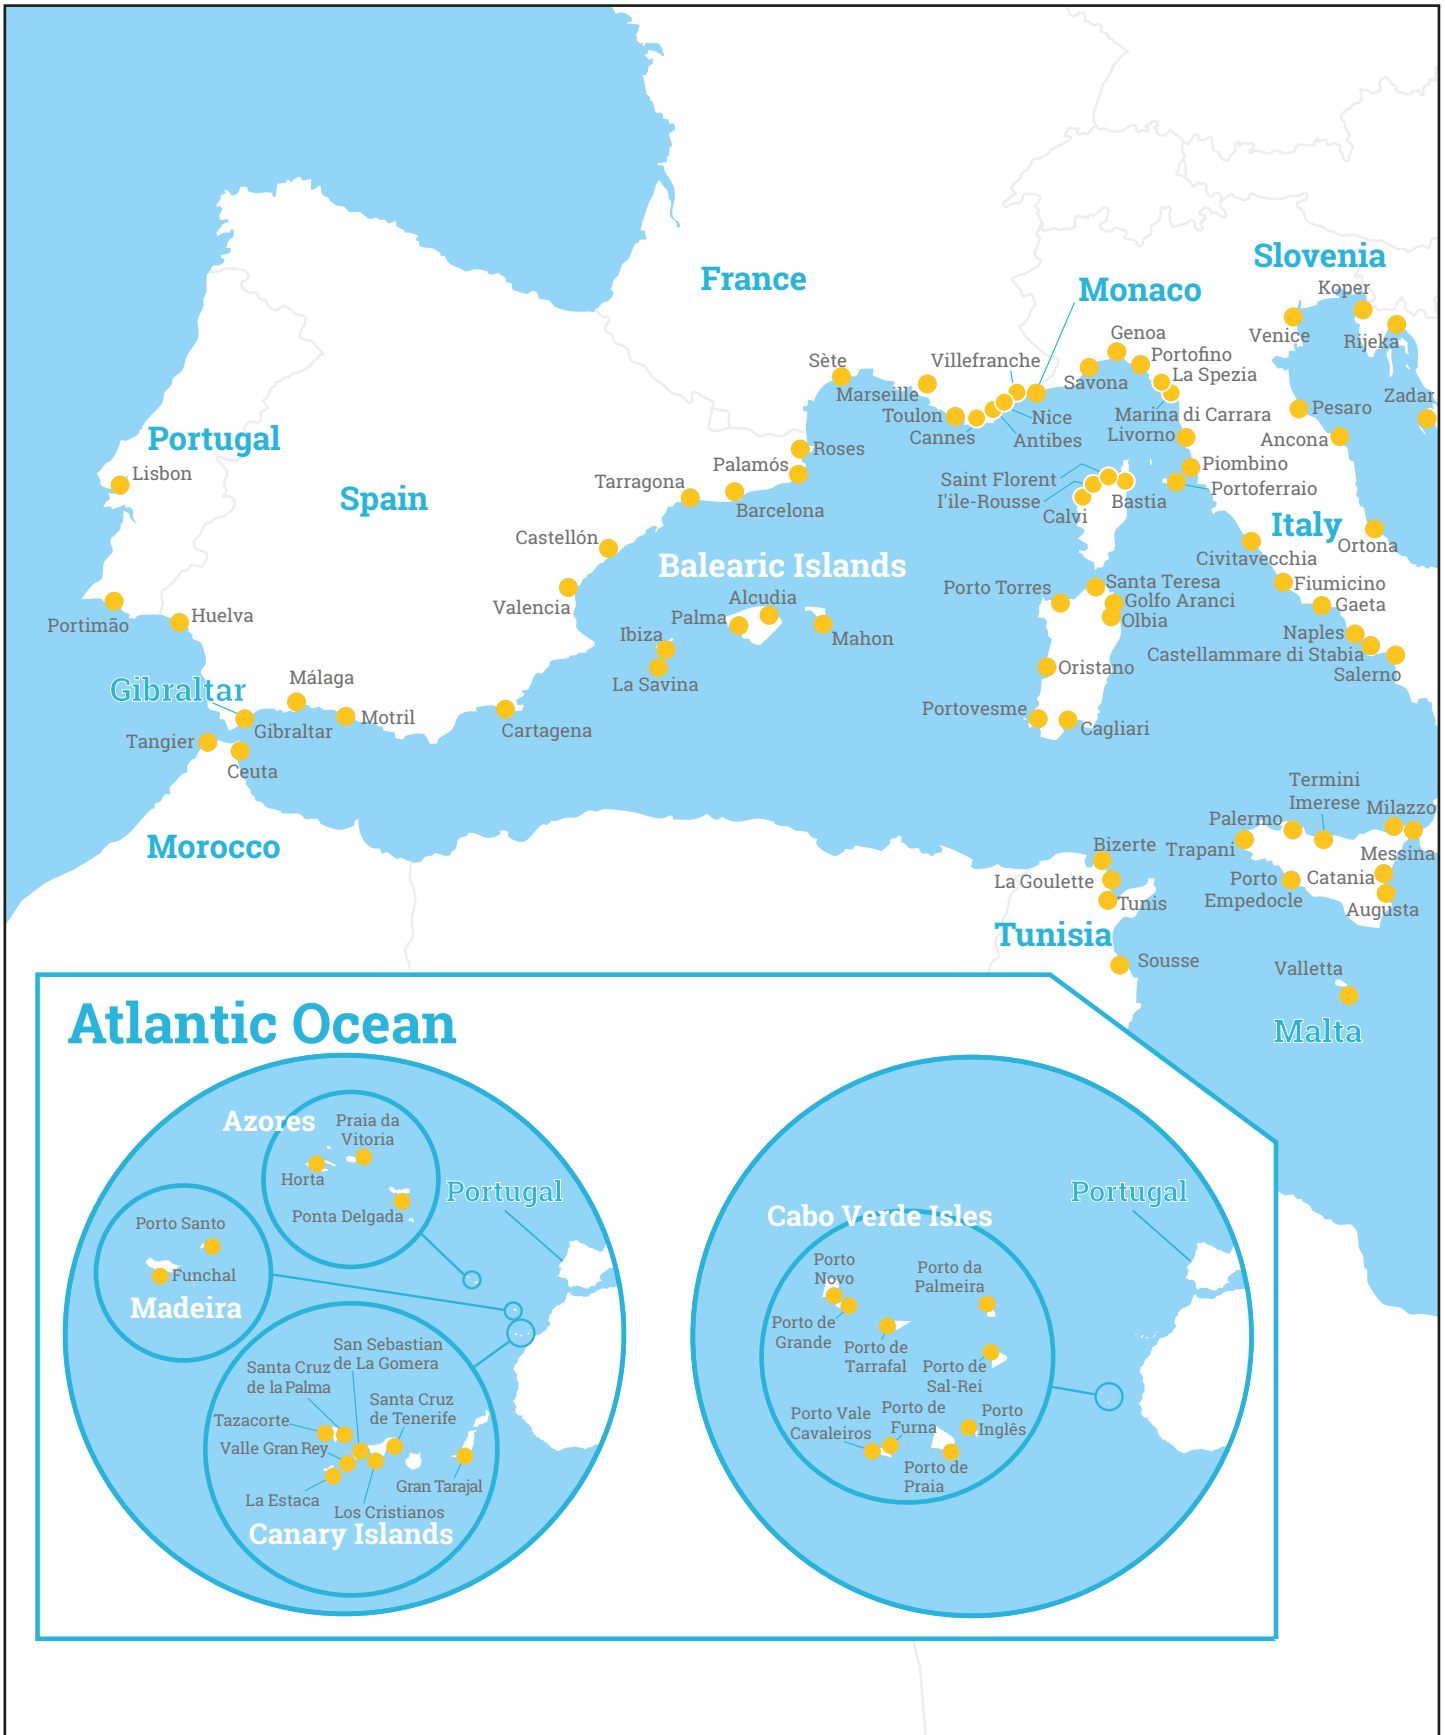 Slovenia
France
Koper
Monaco
Venice
Rijeka
Genoa
Villefranche
Portofino
Sète
La Spezia
Savona
Marseille
Zadar
Pesaro
Toulon
Nice
Marina di Carrara
Cannes
Antibes
Livorno
Ancona
Portugal
Roses
Lisbon
Palamós
Piombino
Tarragona
Saint Florent
Portoferraio
Spain
I'ile-Rousse
Bastia
Barcelona
Calvi
Italy
Castellón
Ortona
Civitavecchia
Balearic Islands
Santa Teresa
Fiumicino
Porto Torres
Alcudia
Golfo Aranci
Gaeta
Valencia
Huelva
Palma
Olbia
Portimão
Ibiza
Mahon
Naples
Castellammare di Stabia
Oristano
Salerno
Málaga
La Savina
Gibraltar
Portovesme
Motril
Gibraltar
Cartagena
Cagliari
Tangier
Ceuta
Termini
Imerese
Milazzo
Palermo
Morocco
Bizerte
Trapani
Messina
La Goulette
Porto
Empedocle
Catania
Tunis
Augusta
Tunisia
Sousse
Valletta
Malta
Atlantic Ocean
Azores
Praia da
Vitoria
Horta
Portugal
Ponta Delgada
Porto Santo
Funchal
Madeira
San Sebastian
de La Gomera
Santa Cruz
de la Palma
Santa Cruz
de Tenerife
Tazacorte
Valle Gran Rey
Gran Tarajal
La Estaca
Los Cristianos
Canary Islands
Portugal
Cabo Verde Isles
Porto
Novo
Porto da
Palmeira
Porto de
Grande
Porto de
Tarrafal
Porto de
Sal-Rei
Porto Vale
Cavaleiros
Porto de
Furna
Porto
Inglês
Porto de
Praia